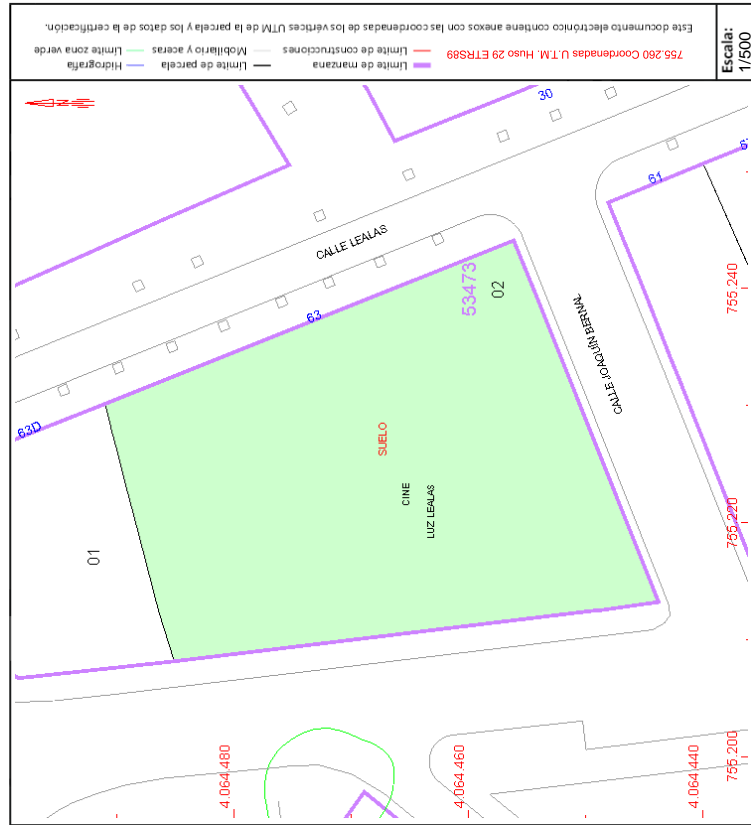 Este documento electrónico contiene anexos con las coordenadas de los vértices UTM de la parcela y los datos de la certificación.
755.260 Coordenadas U.T.M. Huso 29 ETRS89
Límite de manzana
Límite de construcciones
Límite de parcela
Mobiliario y aceras
Hidrografía
Límite zona verde
Escala:
1/500
N
30
61
CALLE LEALAS
53473
02
63
63D
755.240
CALLE JOAQUÍN BERNAL
SUELO
CINE
LUZ LEALAS
01
755.220
4.064.480
4.064.460
4.064.440
755.200